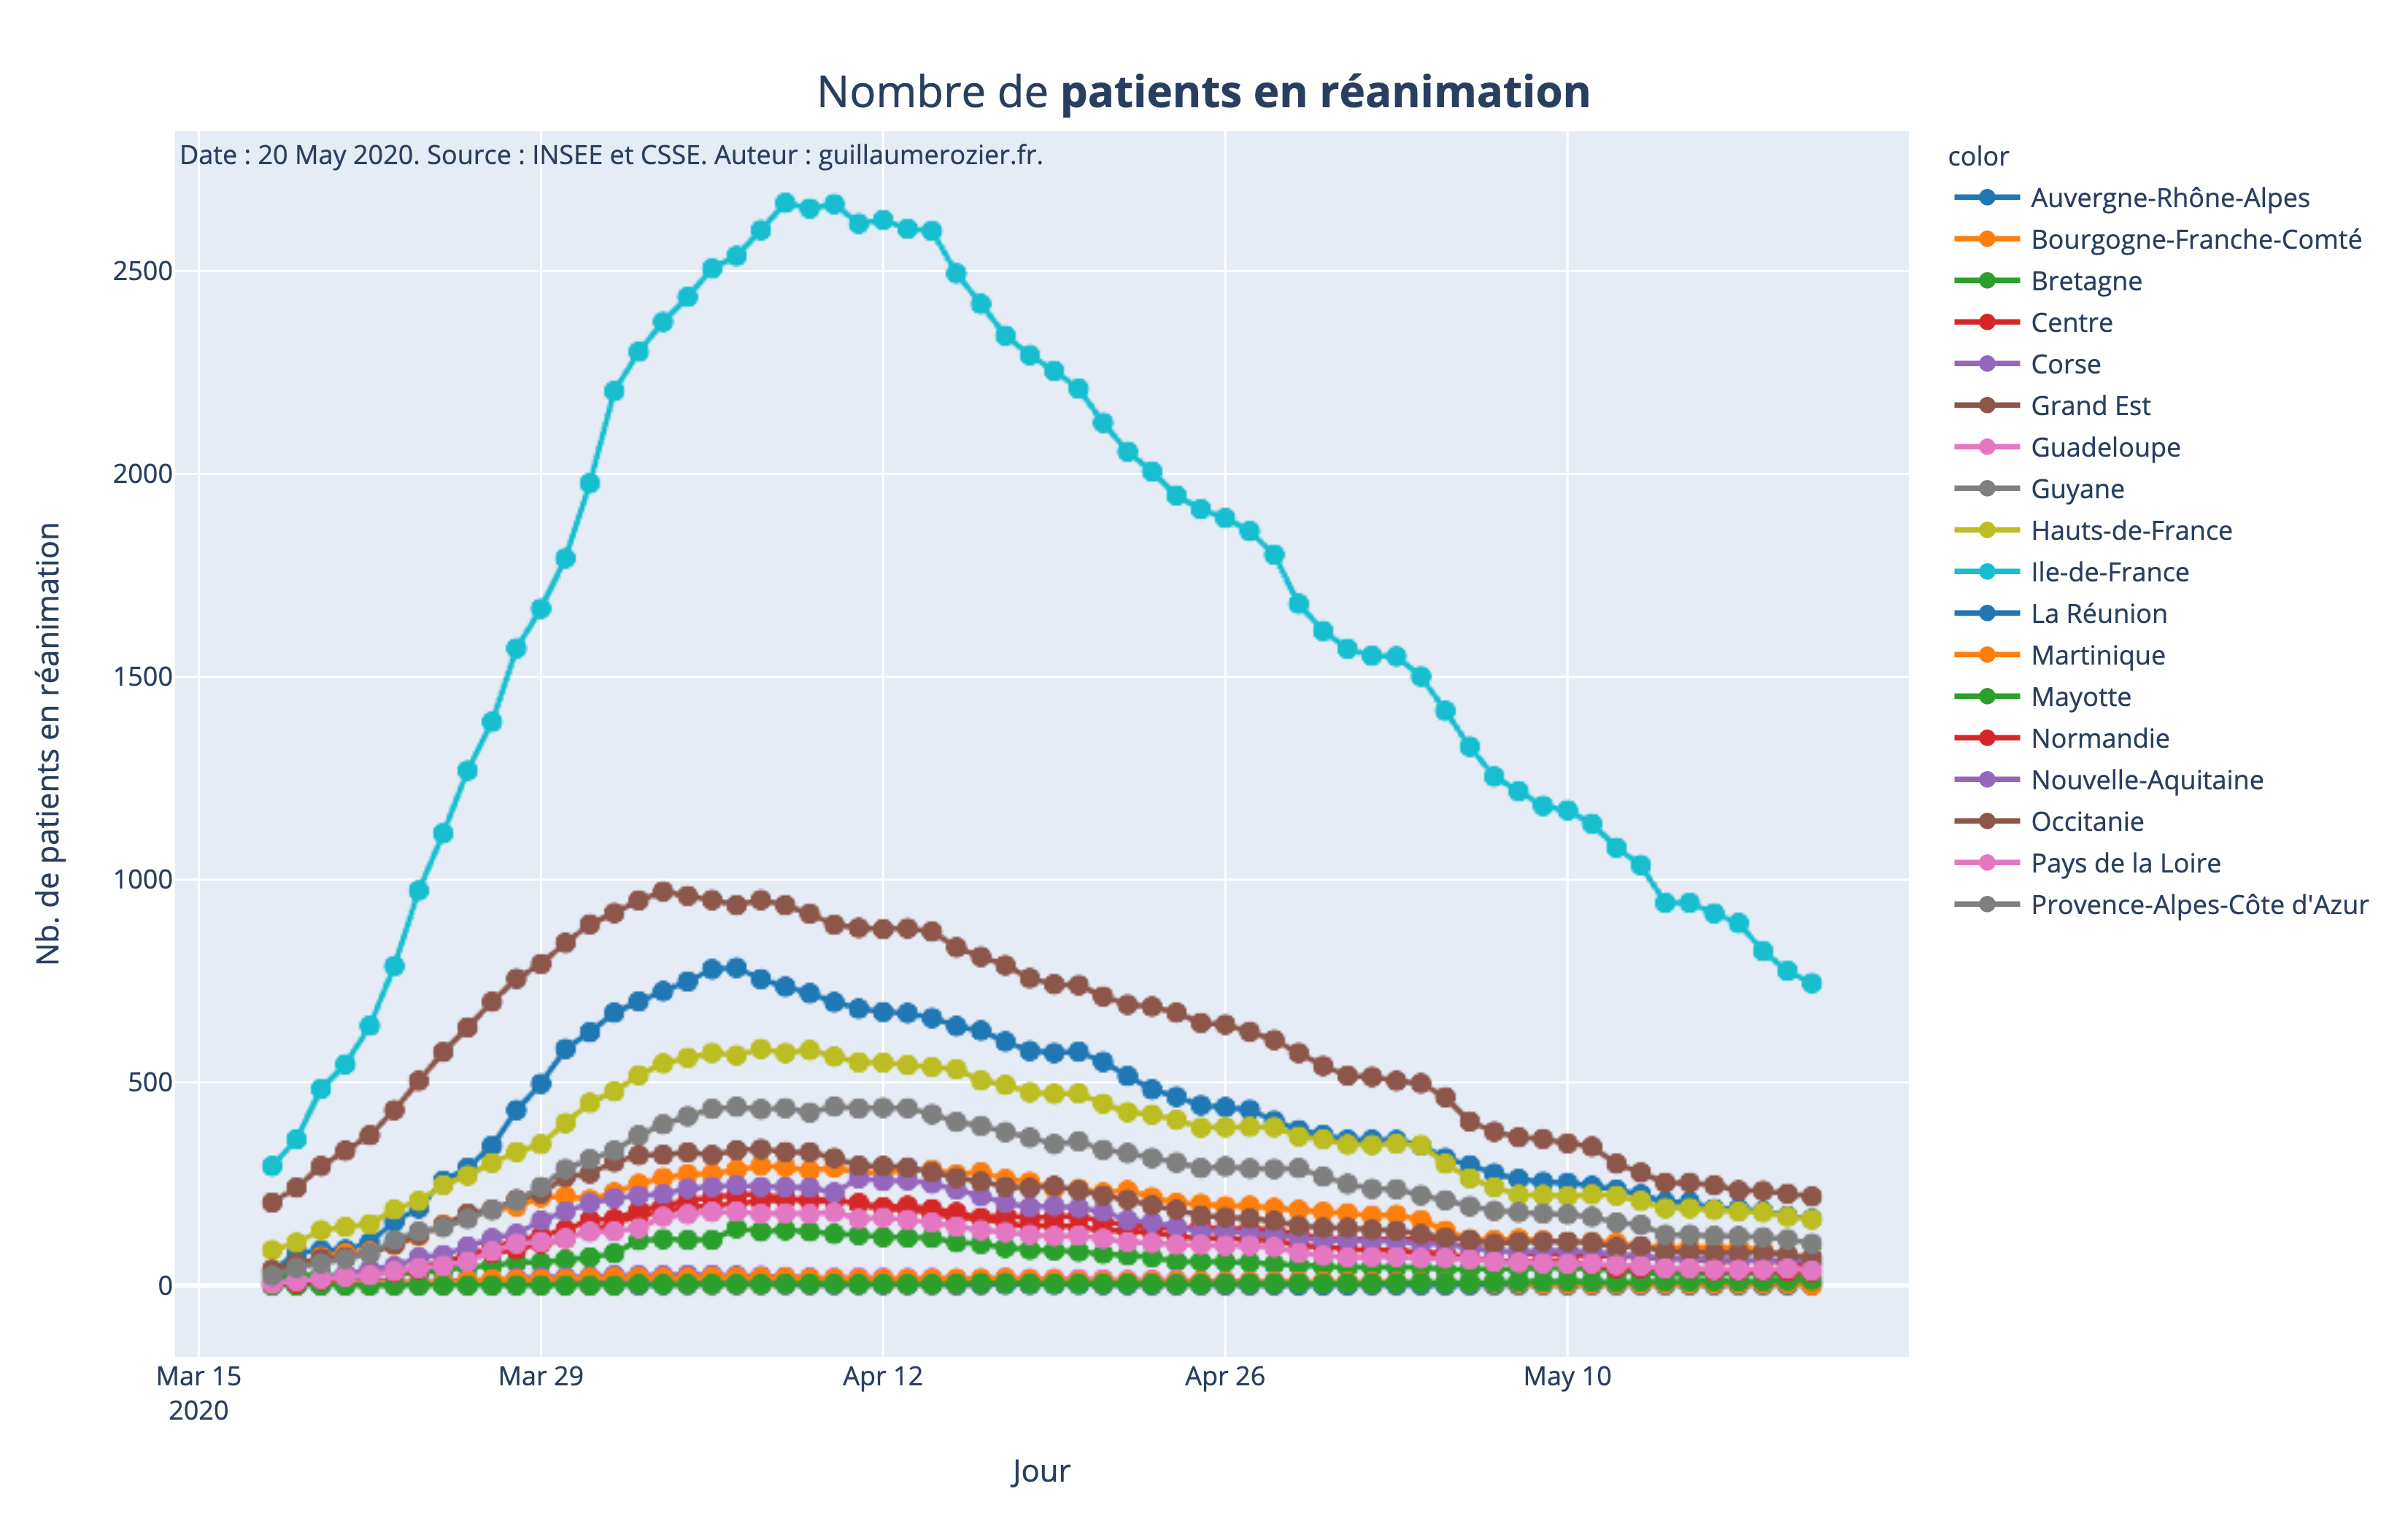 Nombre de patients en réanimation
Date : 20 May 2020. Source : INSEE et CSSE. Auteur : guillaumerozier.fr.
Nb. de patients en réanimation
2500
2000
1500
1000
500
0
Mar 15
2020
Mar 29
Apr 12
Apr 26
May 10
Jour
color
Auvergne-Rhône-Alpes
Bourgogne-Franche-Comté
Bretagne
Centre
Corse
Grand Est
Guadeloupe
Guyane
Hauts-de-France
Ile-de-France
La Réunion
Martinique
Mayotte
Normandie
Nouvelle-Aquitaine
Occitanie
Pays de la Loire
Provence-Alpes-Côte d'Azur